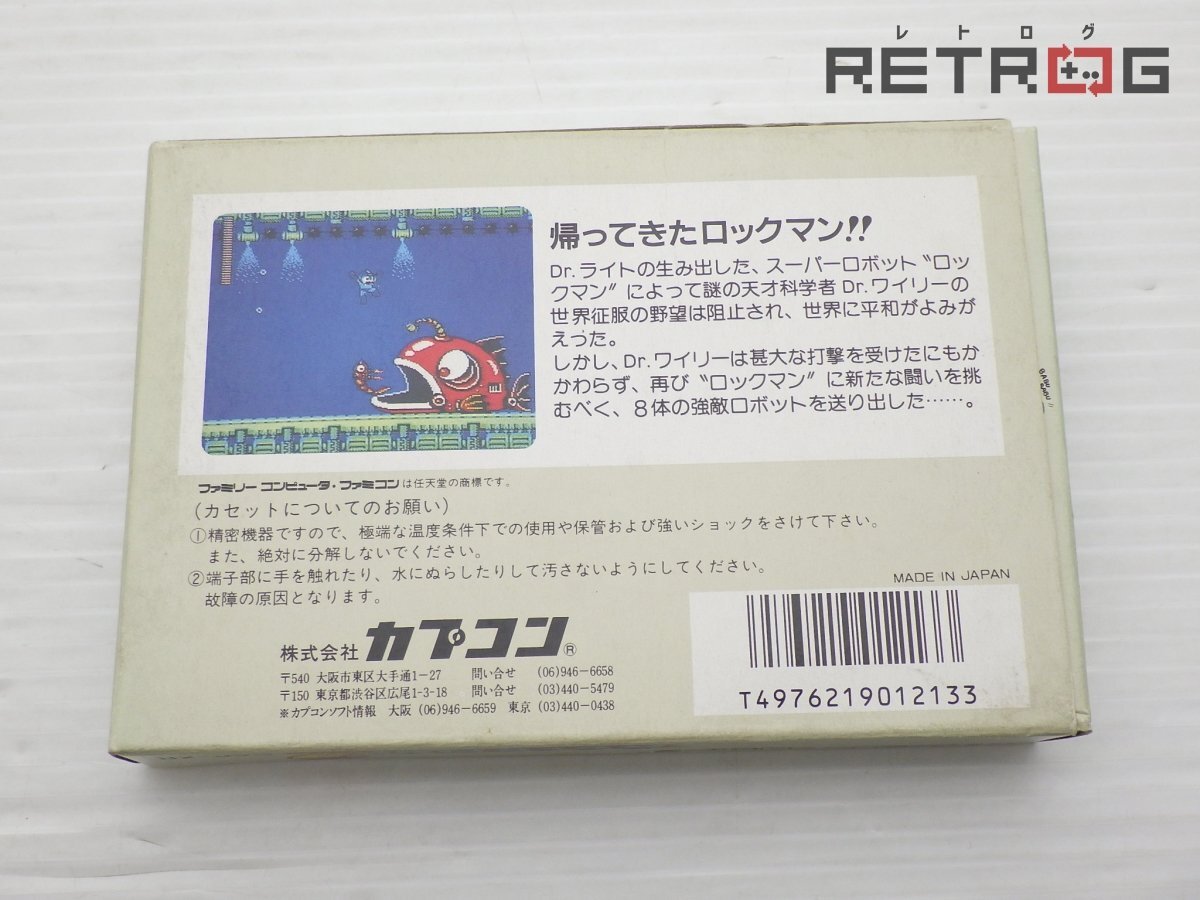 レトログ
RETROG
帰ってきたロックマン!!
Dr.ライトの生み出した、スーパーロボット〝ロッ
クマン〟によって謎の天才科学者 Dr.ワイリーの
世界征服の野望は阻止され、世界に平和がよみが
えった。
しかし、Dr.ワイリーは甚大な打撃を受けたにもか
かわらず、再び〝ロックマン〟に新たな闘いを挑
むべく、8体の強敵ロボットを送り出した……。
ファミリーコンピュータ・ファミコンは任天堂の商標です。
(カセットについてのお願い)
①精密機器ですので、極端な温度条件下での使用や保管および強いショックをさけて下さい。
また、絶対に分解しないでください。
②端子部に手を触れたり、水にぬらしたりして汚さないようにしてください。
故障の原因となります。
MADE IN JAPAN
株式会社 カプコン®
〒540 大阪市東区大手通1-27 問い合せ (06)946-6658
〒150 東京都渋谷区広尾1-3-18 問い合せ (03)440-5479
※カプコンソフト情報 大阪 (06)946-6659 東京 (03)440-0438
T4976219012133